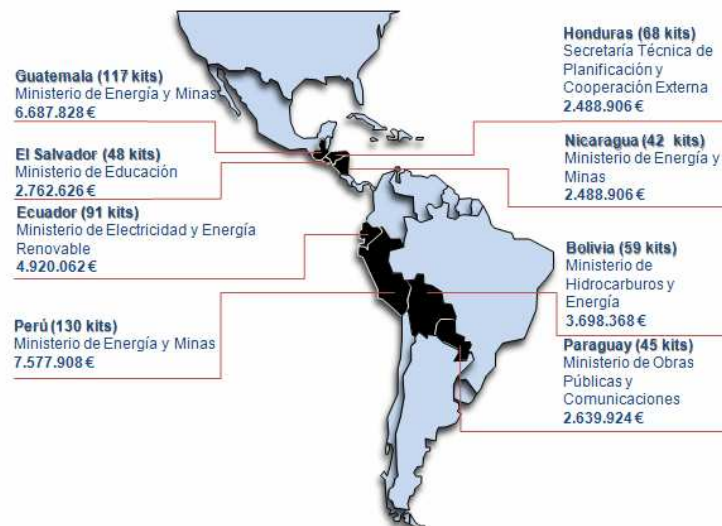 Guatemala (117 kits)
Ministerio de Energía y Minas
6.687.828 €
El Salvador (48 kits)
Ministerio de Educación
2.762.626 €
Ecuador (91 kits)
Ministerio de Electricidad y Energía
Renovable
4.920.062 €
Perú (130 kits)
Ministerio de Energía y Minas
7.577.908 €
Honduras (68 kits)
Secretaría Técnica de
Planificación y
Cooperación Externa
2.488.906 €
Nicaragua (42 kits)
Ministerio de Energía y
Minas
2.488.906 €
Bolivia (59 kits)
Ministerio de
Hidrocarburos y
Energía
3.698.368 €
Paraguay (45 kits)
Ministerio de Obras
Públicas y
Comunicaciones
2.639.924 €